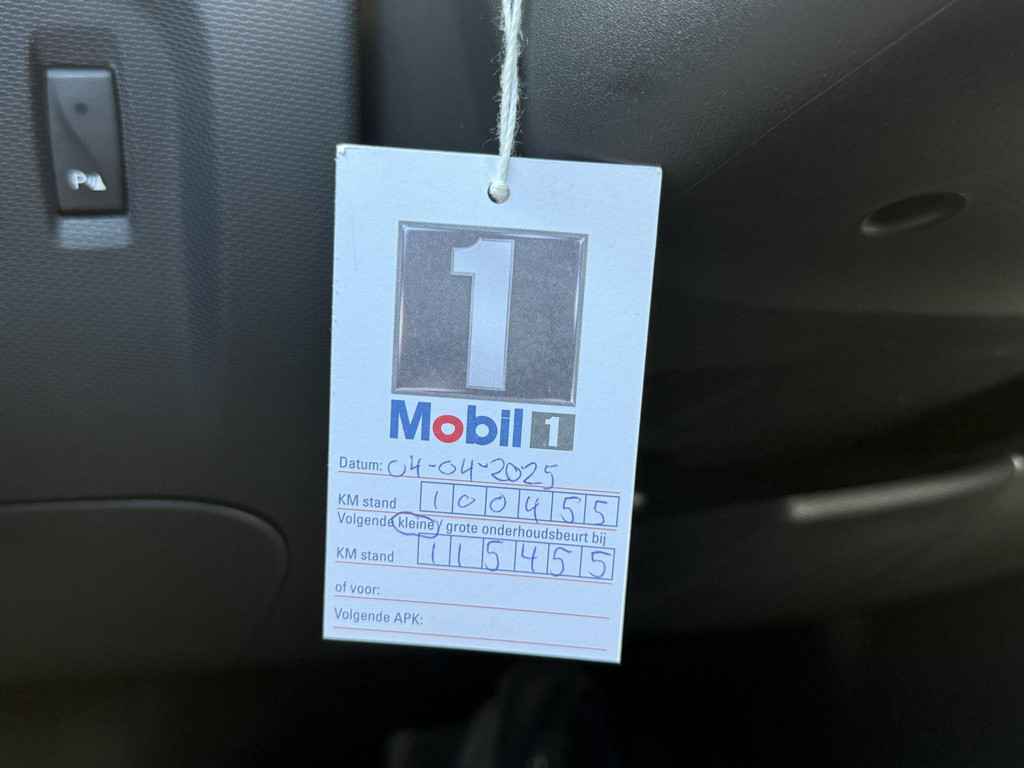 P
1
Mobil 1
Datum: 04-04-2025
KM stand 100455
Volgende kleine / grote onderhoudsbeurt bij
KM stand 115455
of voor:
Volgende APK: